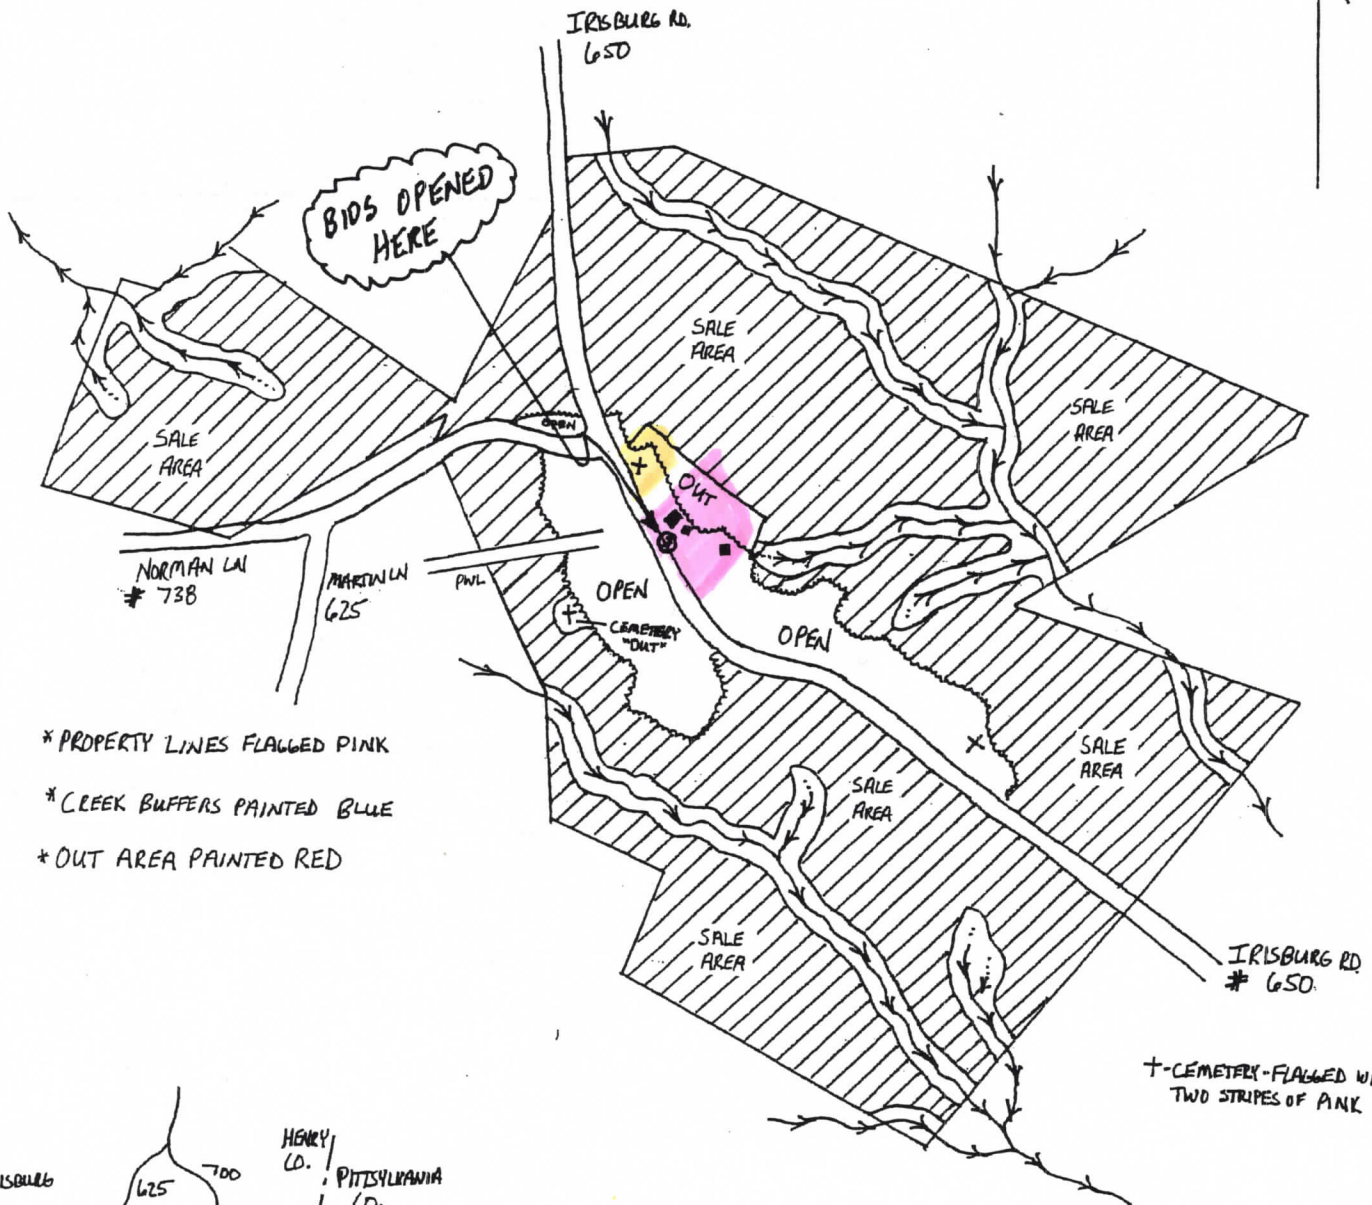 IRISBURG RD.
650
BIDS OPENED
HERE
SALE
AREA
SALE
AREA
SALE
AREA
OPEN
OUT
NORMAN LN
# 738
MARTIN LN
625
PWL
OPEN
CEMETERY
"OUT"
OPEN
* PROPERTY LINES FLAGGED PINK
* CREEK BUFFERS PAINTED BLUE
* OUT AREA PAINTED RED
SALE
AREA
SALE
AREA
SALE
AREA
IRISBURG RD.
# 650
+-CEMETERY-FLAGGED
TWO STRIPES OF PINK
HENRY
CO.
PITTSYLVANIA
CO.
625
700